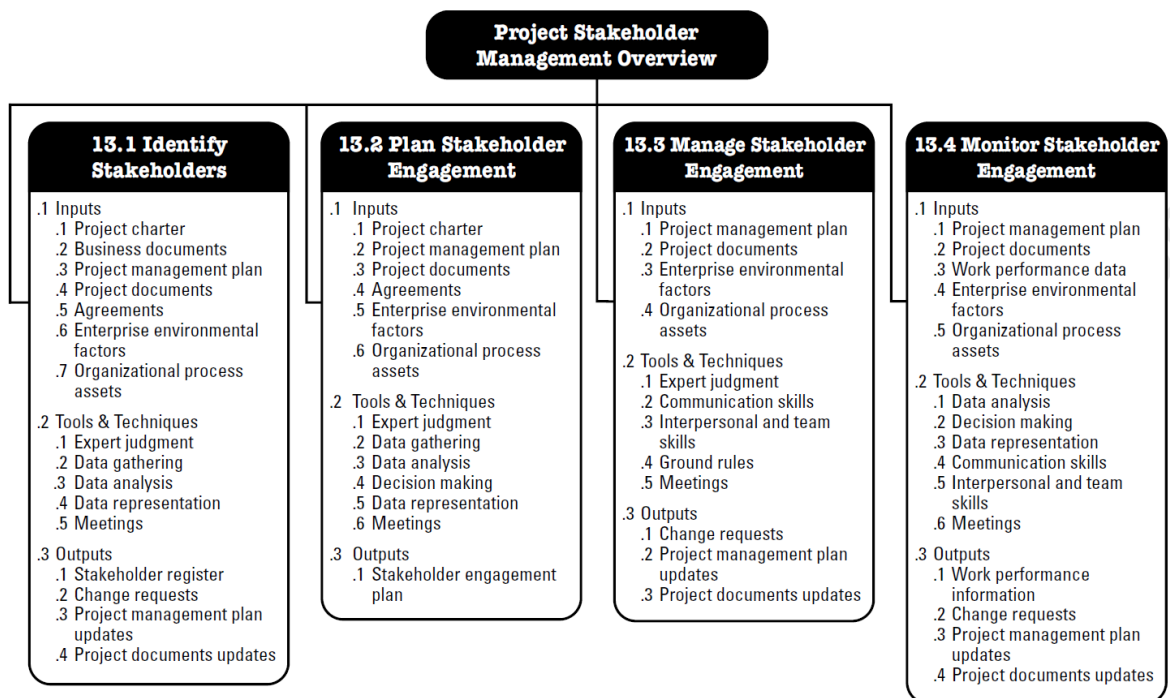 Project Stakeholder
Management Overview
13.1 Identify
Stakeholders
.1 Inputs
.1 Project charter
.2 Business documents
.3 Project management plan
.4 Project documents
.5 Agreements
.6 Enterprise environmental
factors
.7 Organizational process
assets
.2 Tools & Techniques
.1 Expert judgment
.2 Data gathering
.3 Data analysis
.4 Data representation
.5 Meetings
.3 Outputs
.1 Stakeholder register
.2 Change requests
.3 Project management plan
updates
.4 Project documents updates
13.2 Plan Stakeholder
Engagement
.1 Inputs
.1 Project charter
.2 Project management plan
.3 Project documents
.4 Agreements
.5 Enterprise environmental
factors
.6 Organizational process
assets
.2 Tools & Techniques
.1 Expert judgment
.2 Data gathering
.3 Data analysis
.4 Decision making
.5 Data representation
.6 Meetings
.3 Outputs
.1 Stakeholder engagement
plan
13.3 Manage Stakeholder
Engagement
.1 Inputs
.1 Project management plan
.2 Project documents
.3 Enterprise environmental
factors
.4 Organizational process
assets
.2 Tools & Techniques
.1 Expert judgment
.2 Communication skills
.3 Interpersonal and team
skills
.4 Ground rules
.5 Meetings
.3 Outputs
.1 Change requests
.2 Project management plan
updates
.3 Project documents updates
13.4 Monitor Stakeholder
Engagement
.1 Inputs
.1 Project management plan
.2 Project documents
.3 Work performance data
.4 Enterprise environmental
factors
.5 Organizational process
assets
.2 Tools & Techniques
.1 Data analysis
.2 Decision making
.3 Data representation
.4 Communication skills
.5 Interpersonal and team
skills
.6 Meetings
.3 Outputs
.1 Work performance
information
.2 Change requests
.3 Project management plan
updates
.4 Project documents updates